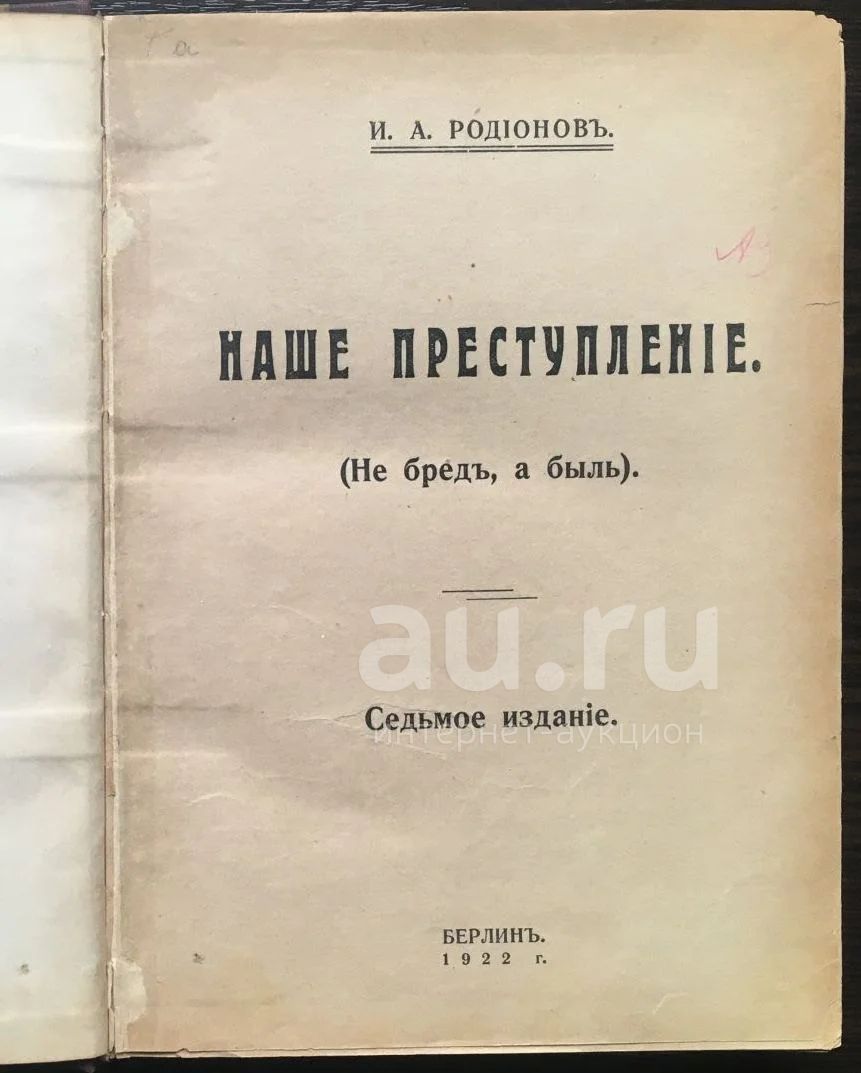 И. А. РОДІОНОВЪ.
НАШЕ ПРЕСТУПЛЕНІЕ.
(Не бредъ, а быль).
au.ru
Седьмое изданіе.
интернет-аукцион
БЕРЛИНЪ.
1922 г.